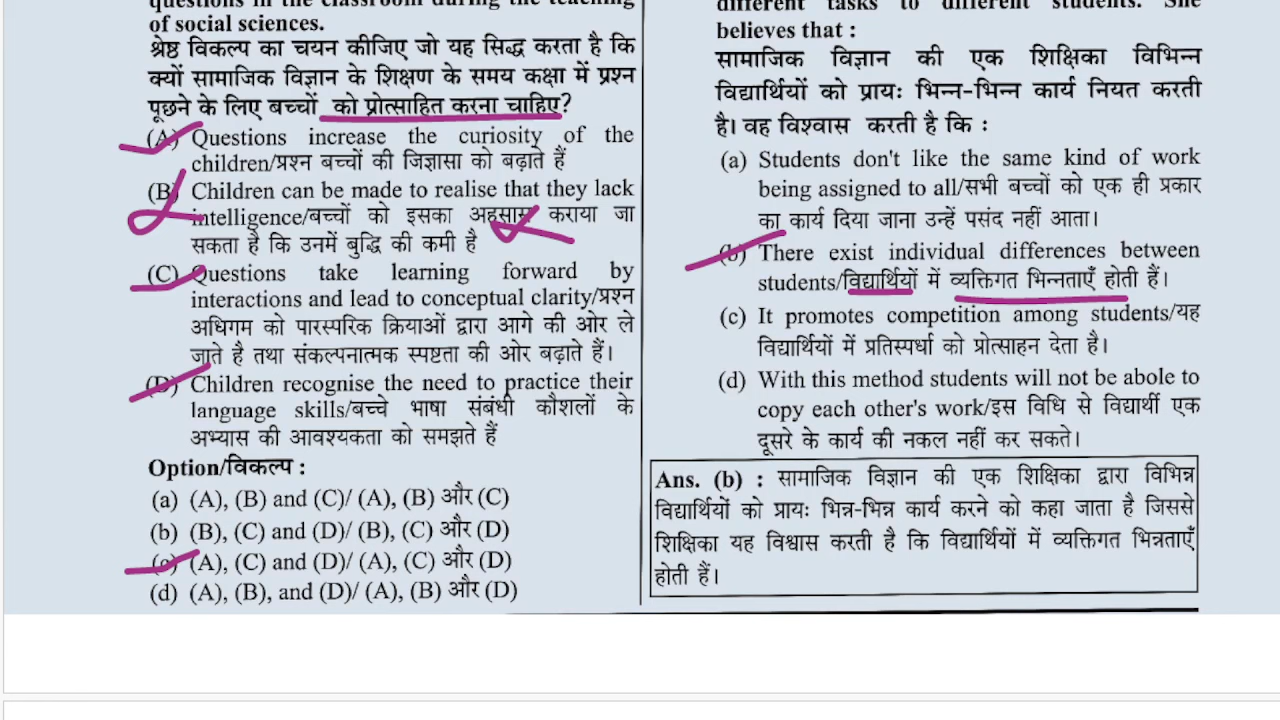 questions in the classroom during the teaching
of social sciences.
श्रेष्ठ विकल्प का चयन कीजिए जो यह सिद्ध करता है कि
क्यों सामाजिक विज्ञान के शिक्षण के समय कक्षा में प्रश्न
पूछने के लिए बच्चों को प्रोत्साहित करना चाहिए?
(A) Questions increase the curiosity of the
children/प्रश्न बच्चों की जिज्ञासा को बढ़ाते हैं
(B) Children can be made to realise that they lack
intelligence/बच्चों को इसका अहसास कराया जा
सकता है कि उनमें बुद्धि की कमी है
(C) Questions take learning forward by
interactions and lead to conceptual clarity/प्रश्न
अधिगम को पारस्परिक क्रियाओं द्वारा आगे की ओर ले
जाते है तथा संकल्पनात्मक स्पष्टता की ओर बढ़ाते हैं।
(D) Children recognise the need to practice their
language skills/बच्चे भाषा संबंधी कौशलों के
अभ्यास की आवश्यकता को समझते हैं
Option/विकल्प :
(a) (A), (B) and (C)/ (A), (B) और (C)
(b) (B), (C) and (D)/ (B), (C) और (D)
(c) (A), (C) and (D)/ (A), (C) और (D)
(d) (A), (B), and (D)/ (A), (B) और (D)
different tasks to different students. She
believes that :
सामाजिक विज्ञान की एक शिक्षिका विभिन्न
विद्यार्थियों को प्रायः भिन्न-भिन्न कार्य नियत करती
है। वह विश्वास करती है कि :
(a) Students don't like the same kind of work
being assigned to all/सभी बच्चों को एक ही प्रकार
का कार्य दिया जाना उन्हें पसंद नहीं आता।
(b) There exist individual differences between
students/विद्यार्थियों में व्यक्तिगत भिन्नताएँ होती हैं।
(c) It promotes competition among students/यह
विद्यार्थियों में प्रतिस्पर्धा को प्रोत्साहन देता है।
(d) With this method students will not be abole to
copy each other's work/इस विधि से विद्यार्थी एक
दूसरे के कार्य की नकल नहीं कर सकते।
Ans. (b) : सामाजिक विज्ञान की एक शिक्षिका द्वारा विभिन्न
विद्यार्थियों को प्रायः भिन्न-भिन्न कार्य करने को कहा जाता है जिससे
शिक्षिका यह विश्वास करती है कि विद्यार्थियों में व्यक्तिगत भिन्नताएँ
होती हैं।